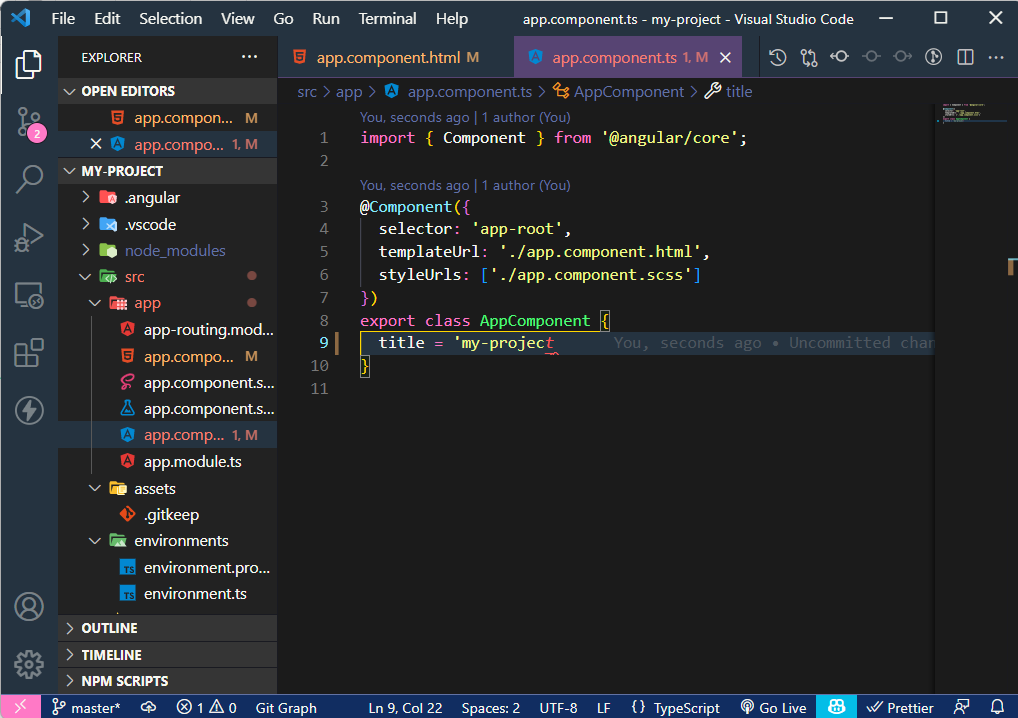 File Edit Selection View Go Run Terminal Help app.component.ts - my-project - Visual Studio Code
EXPLORER ···
app.component.html M
app.component.ts 1, M
OPEN EDITORS
app.compon... M
app.compo... 1, M
2
MY-PROJECT
.angular
.vscode
node_modules
src
app
app-routing.mod...
app.compo... M
app.component.s...
app.component.s...
app.comp... 1, M
app.module.ts
assets
.gitkeep
environments
TS environment.pro...
TS environment.ts
OUTLINE
TIMELINE
NPM SCRIPTS
src > app > app.component.ts > AppComponent > title
You, seconds ago | 1 author (You)
1 import { Component } from '@angular/core';
2
You, seconds ago | 1 author (You)
3 @Component({
4 selector: 'app-root',
5 templateUrl: './app.component.html',
6 styleUrls: ['./app.component.scss']
7 })
8 export class AppComponent {
9 title = 'my-project You, seconds ago • Uncommitted char
10 }
11
master* 1 0 Git Graph Ln 9, Col 22 Spaces: 2 UTF-8 LF {} TypeScript Go Live Prettier